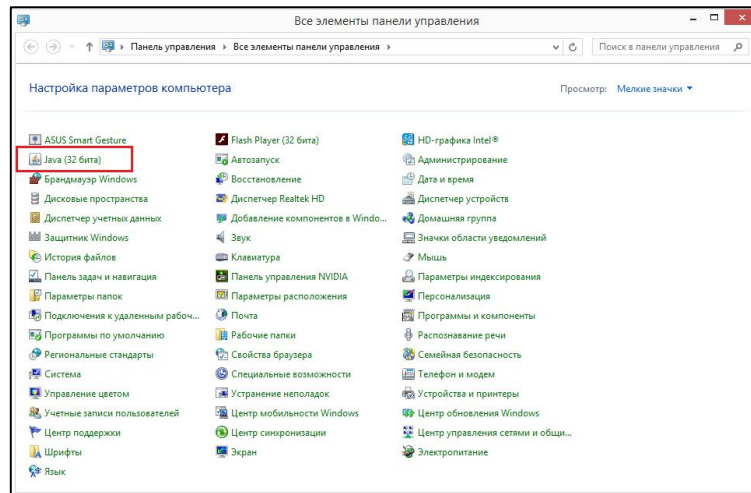 Все элементы панели управления
Панель управления
Все элементы панели управления
Поиск в панели управления
Настройка параметров компьютера
Просмотр: Мелкие значки
ASUS Smart Gesture
Flash Player (32 бита)
HD-графика Intel®
Java (32 бита)
Автозапуск
Администрирование
Брандмауэр Windows
Восстановление
Дата и время
Дисковые пространства
Диспетчер Realtek HD
Диспетчер устройств
Диспетчер учетных данных
Добавление компонентов в Windo...
Домашняя группа
Защитник Windows
Звук
Значки области уведомлений
История файлов
Клавиатура
Мышь
Панель задач и навигация
Панель управления NVIDIA
Параметры индексирования
Параметры папок
Параметры расположения
Персонализация
Подключения к удаленным рабоч...
Почта
Программы и компоненты
Программы по умолчанию
Рабочие папки
Распознавание речи
Региональные стандарты
Свойства браузера
Семейная безопасность
Система
Специальные возможности
Телефон и модем
Управление цветом
Устранение неполадок
Устройства и принтеры
Учетные записи пользователей
Центр мобильности Windows
Центр обновления Windows
Центр поддержки
Центр синхронизации
Центр управления сетями и общи...
Шрифты
Экран
Электропитание
Язык